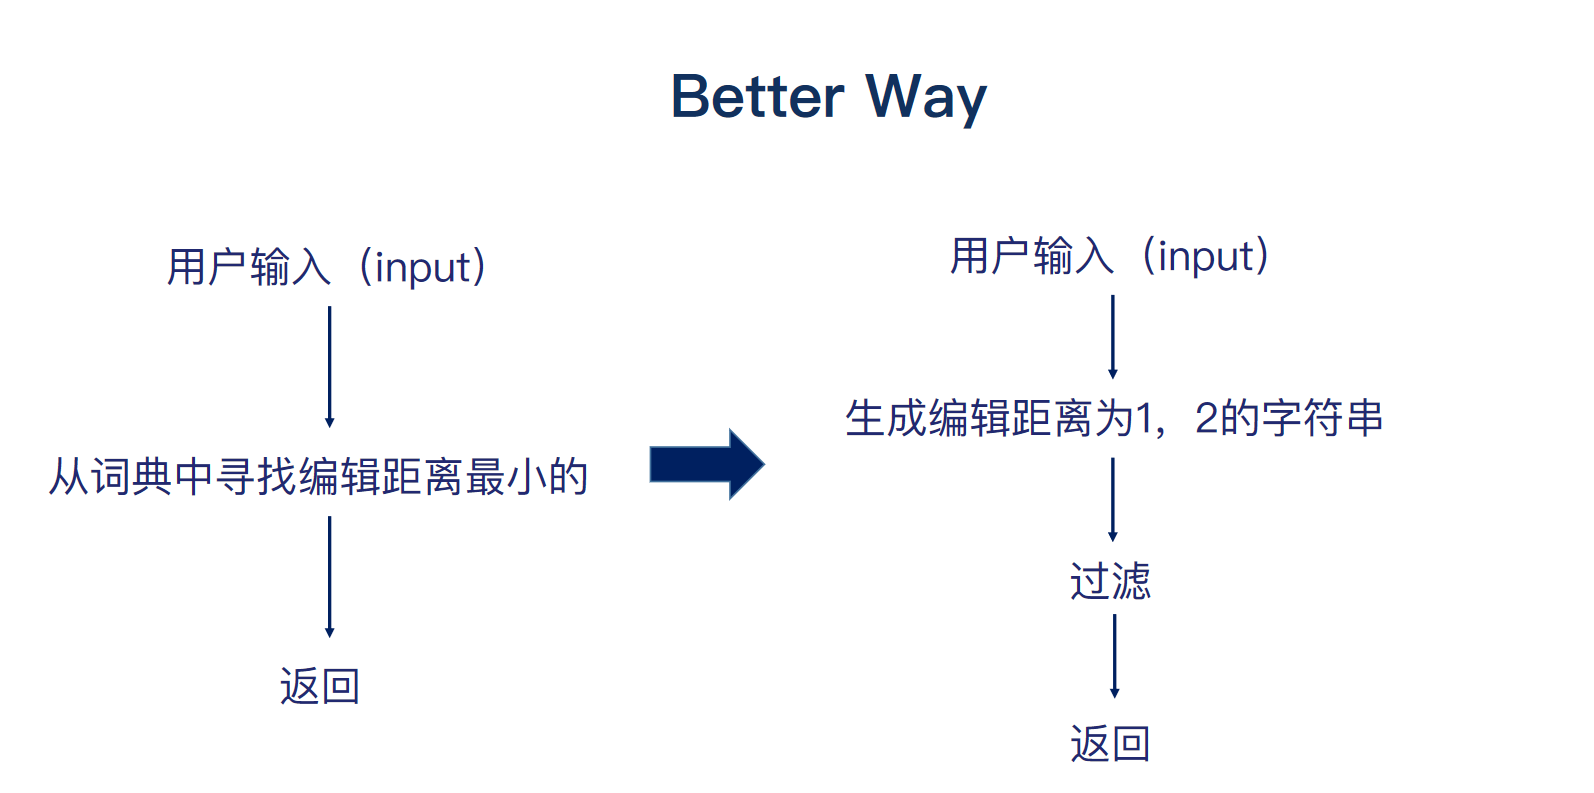 Better Way
用户输入（input）
从词典中寻找编辑距离最小的
返回
用户输入（input）
生成编辑距离为1，2的字符串
过滤
返回